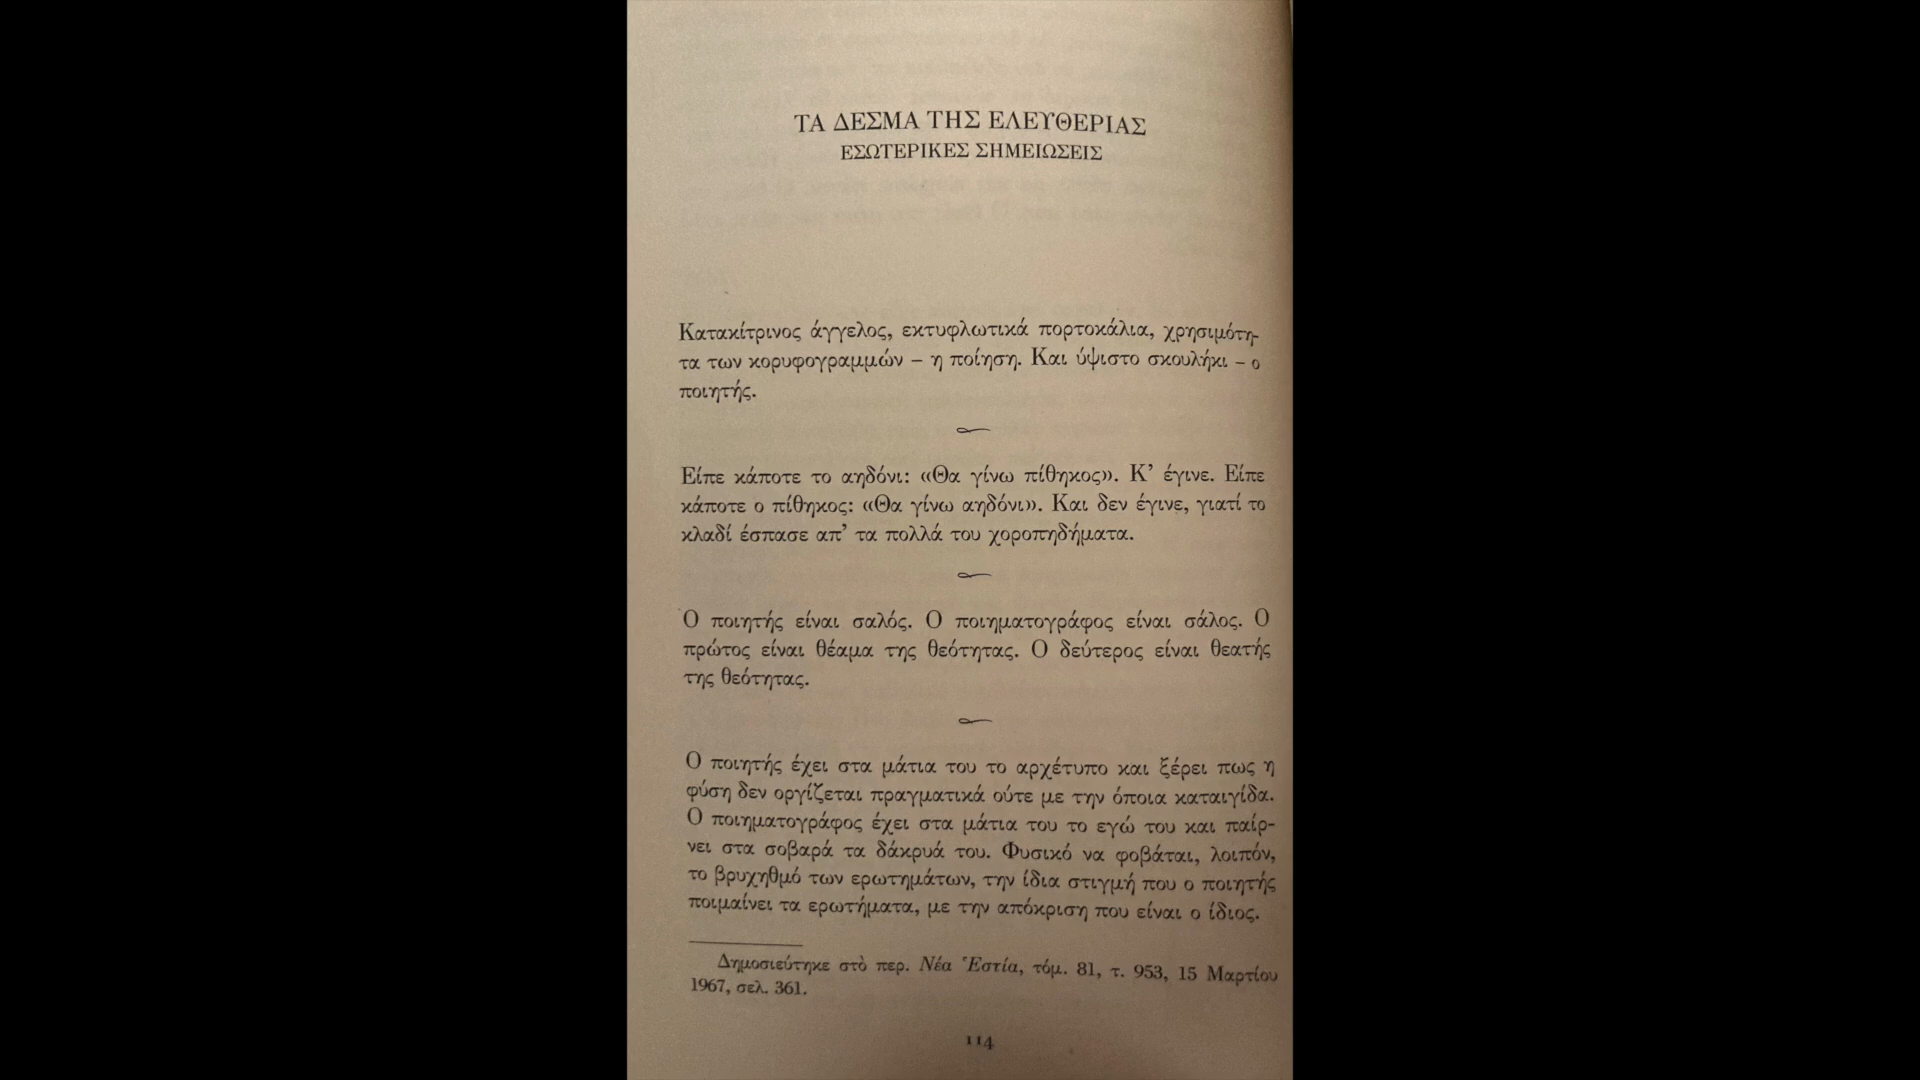 ΤΑ ΔΕΣΜΑ ΤΗΣ ΕΛΕΥΘΕΡΙΑΣ
ΕΣΩΤΕΡΙΚΕΣ ΣΗΜΕΙΩΣΕΙΣ
Κατακίτρινος άγγελος, εκτυφλωτικά πορτοκάλια, χρησιμότη-
τα των κορυφογραμμών – η ποίηση. Και ύψιστο σκουλήκι – ο
ποιητής.
Είπε κάποτε το αηδόνι: «Θα γίνω πίθηκος». Κ’ έγινε. Είπε
κάποτε ο πίθηκος: «Θα γίνω αηδόνι». Και δεν έγινε, γιατί το
κλαδί έσπασε απ’ τα πολλά του χοροπηδήματα.
Ο ποιητής είναι σαλός. Ο ποιηματογράφος είναι σάλος. Ο
πρώτος είναι θέαμα της θεότητας. Ο δεύτερος είναι θεατής
της θεότητας.
Ο ποιητής έχει στα μάτια του το αρχέτυπο και ξέρει πως η
φύση δεν οργίζεται πραγματικά ούτε με την όποια καταιγίδα.
Ο ποιηματογράφος έχει στα μάτια του το εγώ του και παίρ-
νει στα σοβαρά τα δάκρυά του. Φυσικό να φοβάται, λοιπόν,
το βρυχηθμό των ερωτημάτων, την ίδια στιγμή που ο ποιητής
ποιμαίνει τα ερωτήματα, με την απόκριση που είναι ο ίδιος.
Δημοσιεύτηκε στὸ περ. Νέα Ἑστία, τόμ. 81, τ. 953, 15 Μαρτίου
1967, σελ. 361.
114